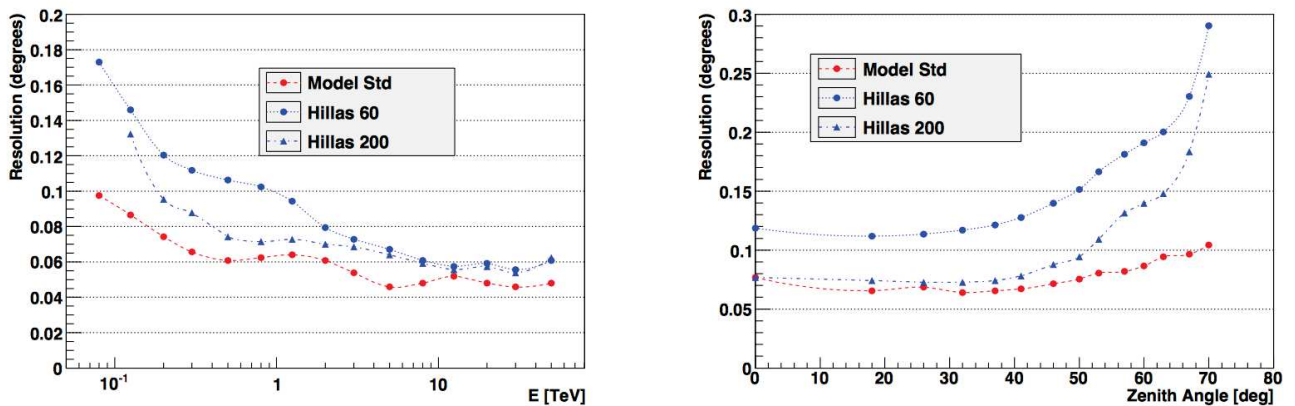 Resolution (degrees)
0.2
0.18
0.16
0.14
0.12
0.1
0.08
0.06
0.04
0.02
0
Model Std
Hillas 60
Hillas 200
10-1
1
10
E [TeV]
Resolution (degrees)
0.3
0.25
0.2
0.15
0.1
0.05
0
Model Std
Hillas 60
Hillas 200
0 10 20 30 40 50 60 70 80
Zenith Angle [deg]